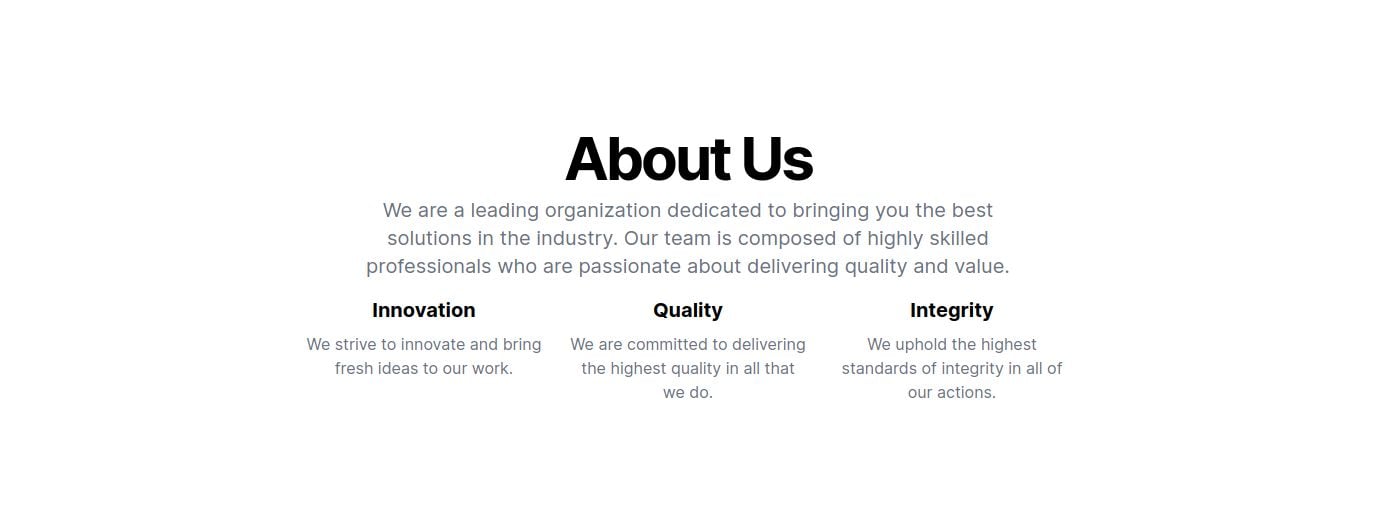 About Us
We are a leading organization dedicated to bringing you the best
solutions in the industry. Our team is composed of highly skilled
professionals who are passionate about delivering quality and value.
Innovation
We strive to innovate and bring
fresh ideas to our work.
Quality
We are committed to delivering
the highest quality in all that
we do.
Integrity
We uphold the highest
standards of integrity in all of
our actions.